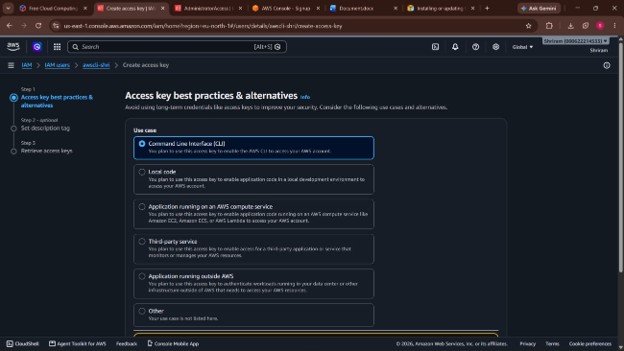 Free Cloud Computing
Create access key | IAM
AdministratorAccess |
AWS Console - Signup
Document.docx
Installing or updating
us-east-1.console.aws.amazon.com/iam/home?region=eu-north-1#/users/details/awscli-shri/create-access-key
Ask Gemini
aws
Search
[Alt+S]
Global
Shriram
IAM > IAM users > awscli-shri > Create access key
Step 1
Access key best practices & alternatives
Step 2 - optional
Set description tag
Step 3
Retrieve access keys
Access key best practices & alternatives Info
Avoid using long-term credentials like access keys to improve your security. Consider the following use cases and alternatives.
Use case
Command Line Interface (CLI)
You plan to use this access key to enable the AWS CLI to access your AWS account.
Local code
You plan to use this access key to enable application code in a local development environment to
access your AWS account.
Application running on an AWS compute service
You plan to use this access key to enable application code running on an AWS compute service like
Amazon EC2, Amazon ECS, or AWS Lambda to access your AWS account.
Third-party service
You plan to use this access key to enable access for a third-party application or service that
monitors or manages your AWS resources.
Application running outside AWS
You plan to use this access key to authenticate workloads running in your data center or other
infrastructure outside of AWS that needs to access your AWS resources.
Other
Your use case is not listed here.
CloudShell
Agent Toolkit for AWS
Feedback
Console Mobile App
© 2026, Amazon Web Services, Inc. or its affiliates.
Privacy
Terms
Cookie preferences